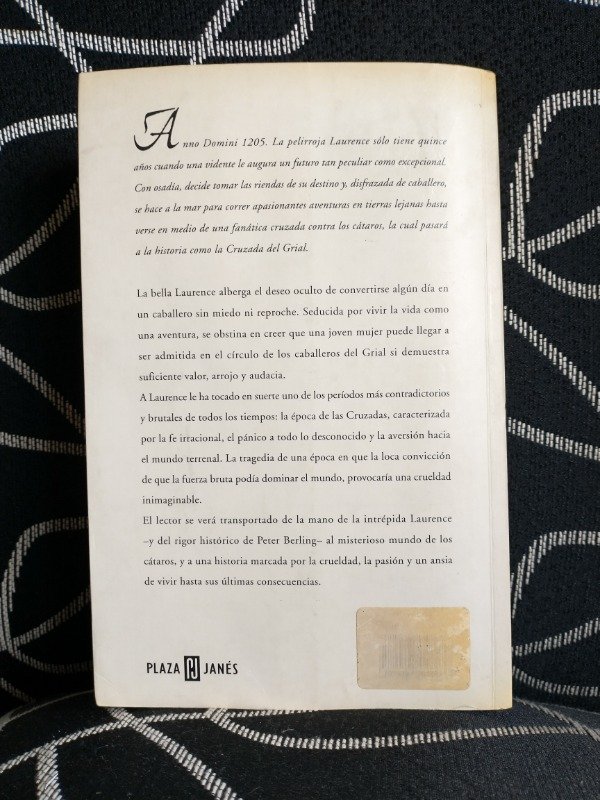 Anno Domini 1205. La pelirroja Laurence sólo tiene quince
años cuando una vidente le augura un futuro tan peculiar como excepcional.
Con osadía, decide tomar las riendas de su destino y, disfrazada de caballero,
se hace a la mar para correr apasionantes aventuras en tierras lejanas hasta
verse en medio de una fanática cruzada contra los cátaros, la cual pasará
a la historia como la Cruzada del Grial.
La bella Laurence alberga el deseo oculto de convertirse algún día en
un caballero sin miedo ni reproche. Seducida por vivir la vida como
una aventura, se obstina en creer que una joven mujer puede llegar a
ser admitida en el círculo de los caballeros del Grial si demuestra
suficiente valor, arrojo y audacia.
A Laurence le ha tocado en suerte uno de los períodos más contradictorios
y brutales de todos los tiempos: la época de las Cruzadas, caracterizada
por la fe irracional, el pánico a todo lo desconocido y la aversión hacia
el mundo terrenal. La tragedia de una época en que la loca convicción
de que la fuerza bruta podía dominar el mundo, provocaría una crueldad
inimaginable.
El lector se verá transportado de la mano de la intrépida Laurence
–y del rigor histórico de Peter Berling– al misterioso mundo de los
cátaros, y a una historia marcada por la crueldad, la pasión y un ansia
de vivir hasta sus últimas consecuencias.
PLAZA JANÉS